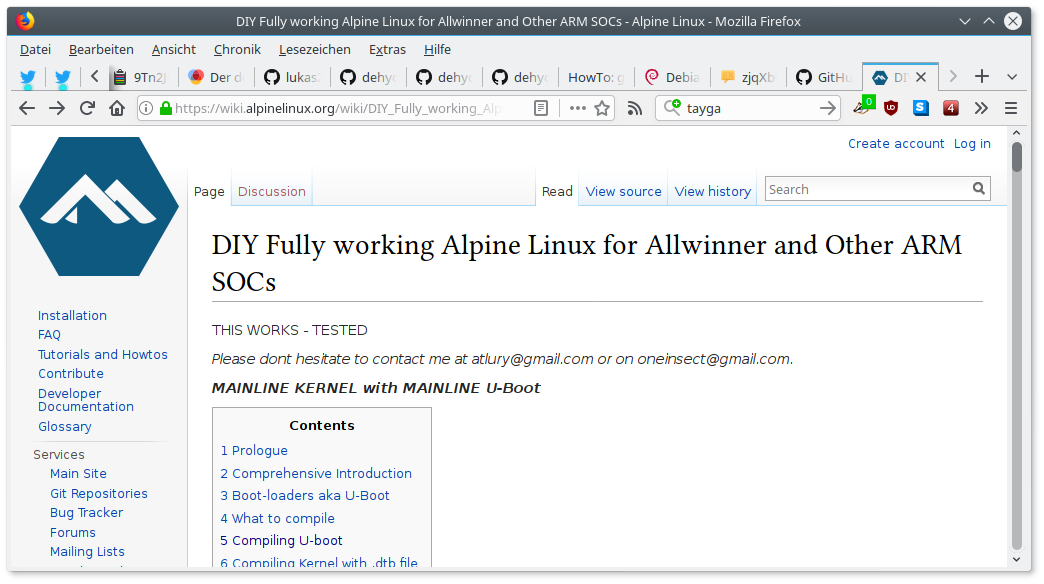 DIY Fully working Alpine Linux for Allwinner and Other ARM SOCs - Alpine Linux - Mozilla Firefox
Datei Bearbeiten Ansicht Chronik Lesezeichen Extras Hilfe
9Tn2 Der d lukas dehy dehy dehy HowTo: g Debia zjqXb GitHu DI
https://wiki.alpinelinux.org/wiki/DIY_Fully_working_Alp tayga 0 4
Create account Log in
Page Discussion Read View source View history Search
DIY Fully working Alpine Linux for Allwinner and Other ARM
SOCs
Installation
FAQ
Tutorials and Howtos
Contribute
Developer
Documentation
Glossary
Services
Main Site
Git Repositories
Bug Tracker
Forums
Mailing Lists
THIS WORKS - TESTED
Please dont hesitate to contact me at atlury@gmail.com or on oneinsect@gmail.com.
MAINLINE KERNEL with MAINLINE U-Boot
Contents
1 Prologue
2 Comprehensive Introduction
3 Boot-loaders aka U-Boot
4 What to compile
5 Compiling U-boot
6 Compiling Kernel with .dtb file